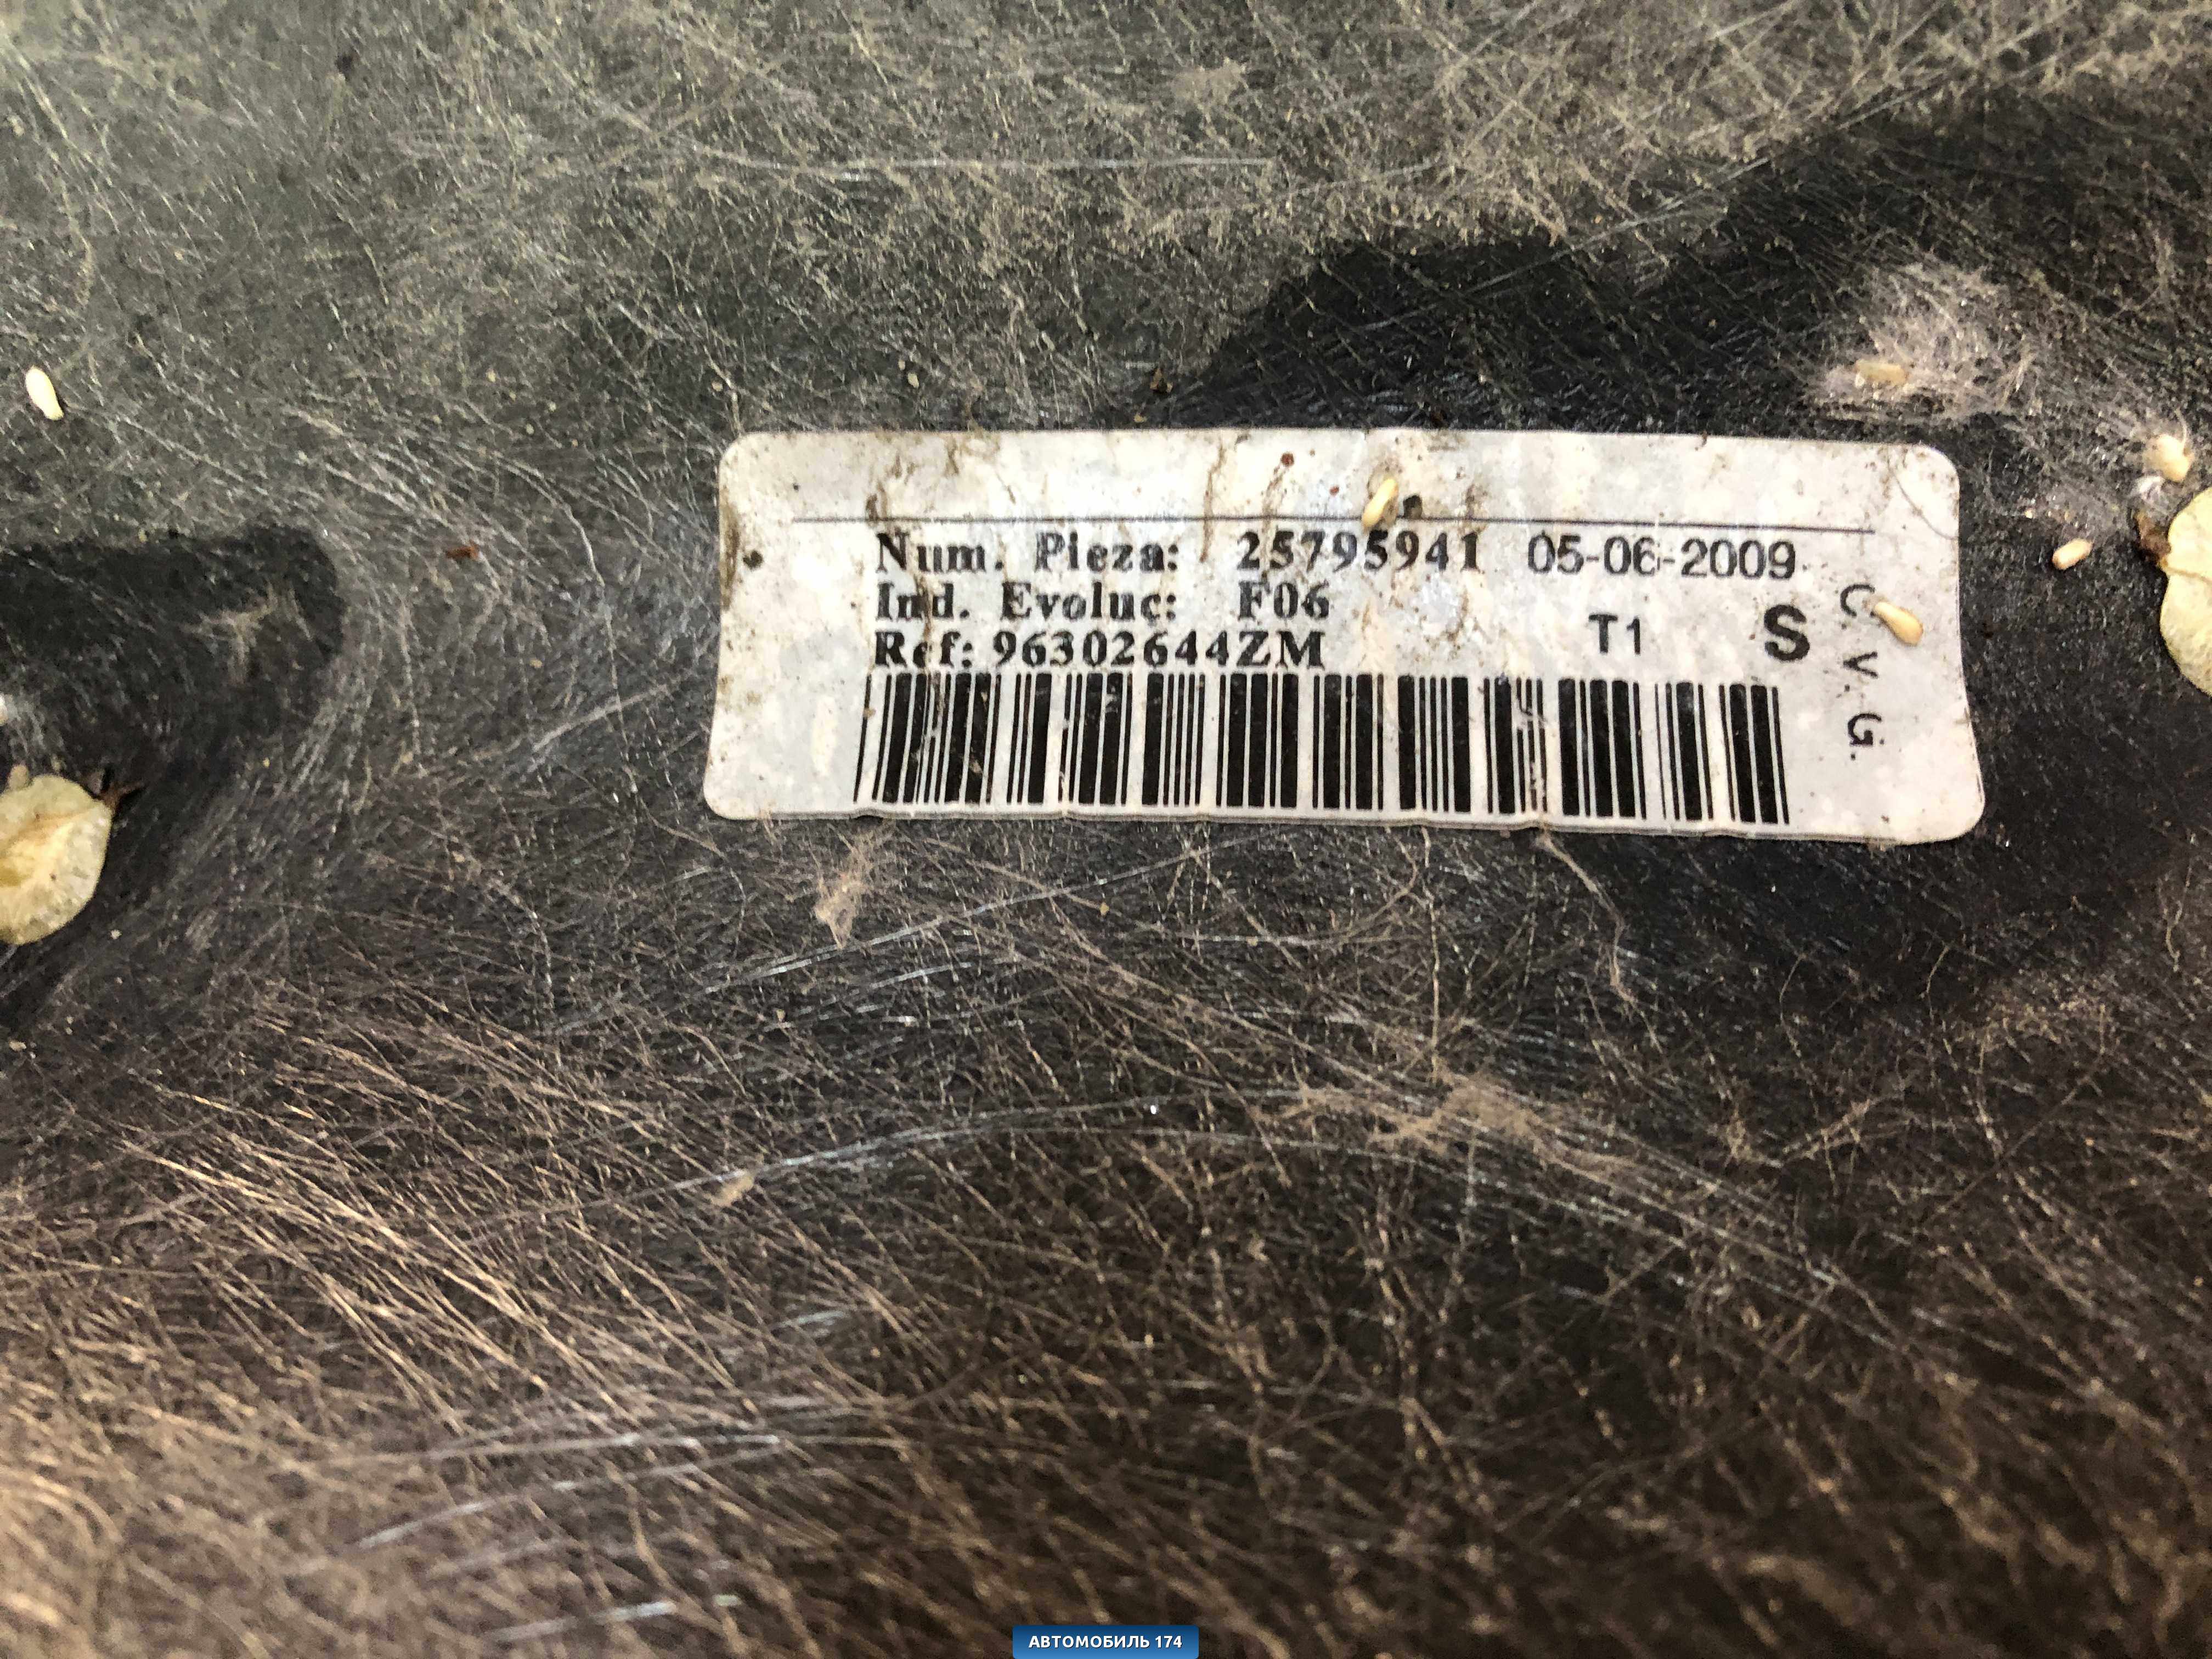 Num. Pieza: 25795941 05-06-2009
Ind. Evoluc: F06
Ref: 96302644ZM T1 S
C.V.G.
АВТОМОБИЛЬ 174